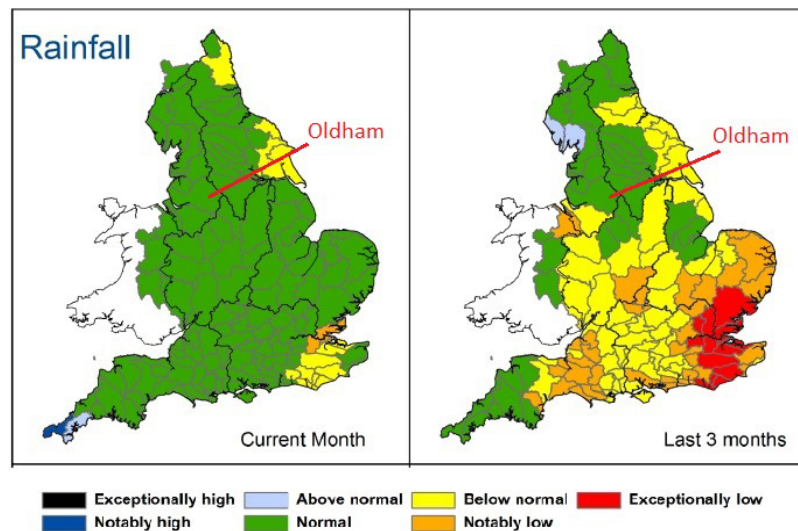 Rainfall
Oldham
Oldham
Current Month
Last 3 months
Exceptionally high
Above normal
Below normal
Exceptionally low
Notably high
Normal
Notably low